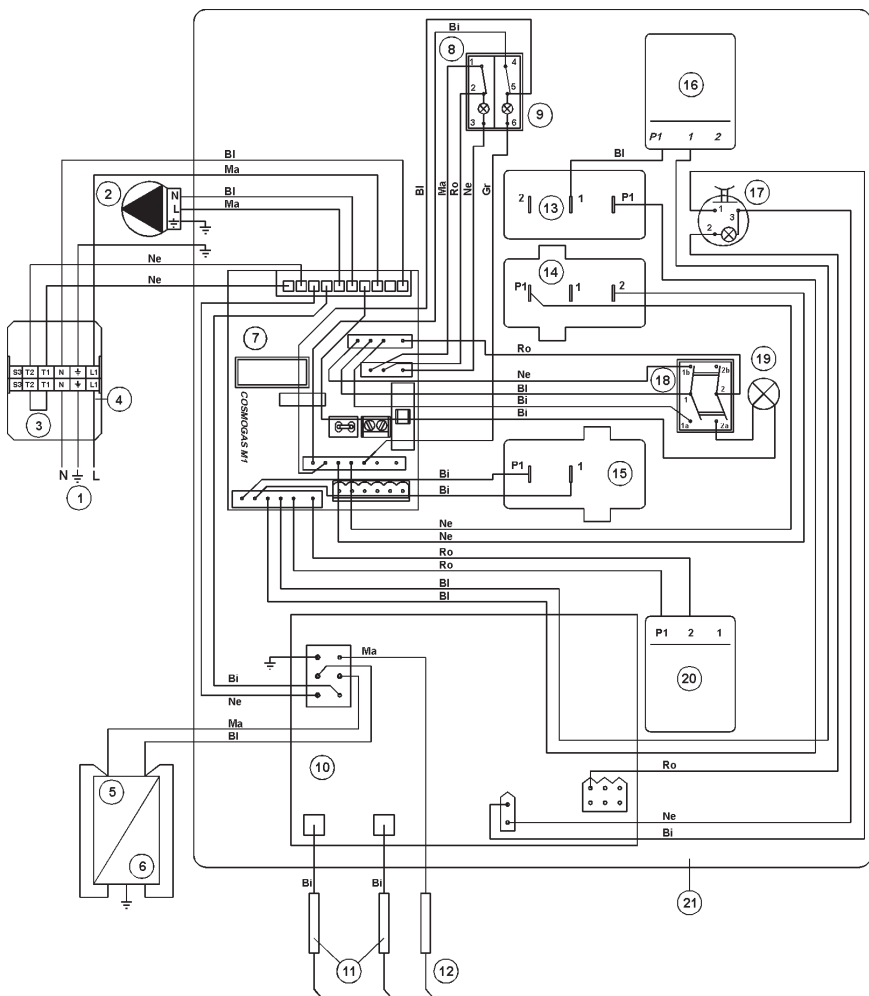 Bi
8
1
4
2
5
3
6
9
16
P1 1 2
Bl
Ma
2
N
L
Bl
Ma
Bl
Ma
Ro
Ne
Gr
Bl
2
13
1
P1
17
1
3
2
14
P1
1
2
Ne
Ne
7
COSMOGAS M1
S3 T2 T1 N L1
S3 T2 T1 N L1
3
4
N L
1
Ro
Ne
Bl
Bi
Bi
18
1b
2b
1
2
1a
2a
19
P1
1
15
Bi
Bi
Ne
Ne
Ro
Ro
Bl
Bl
P1 2 1
20
Ma
Bi
Ne
Ma
Bl
10
5
6
Ro
Ne
Bi
21
Bi
Bi
11
12